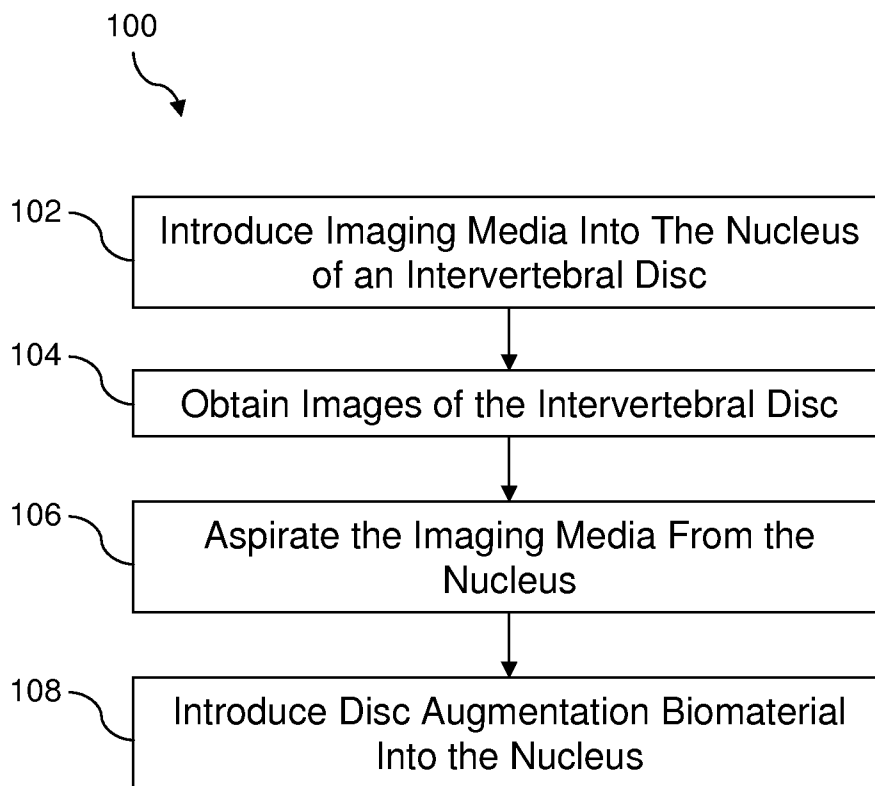 100
102
Introduce Imaging Media Into The Nucleus
of an Intervertebral Disc
104
Obtain Images of the Intervertebral Disc
106
Aspirate the Imaging Media From the
Nucleus
108
Introduce Disc Augmentation Biomaterial
Into the Nucleus